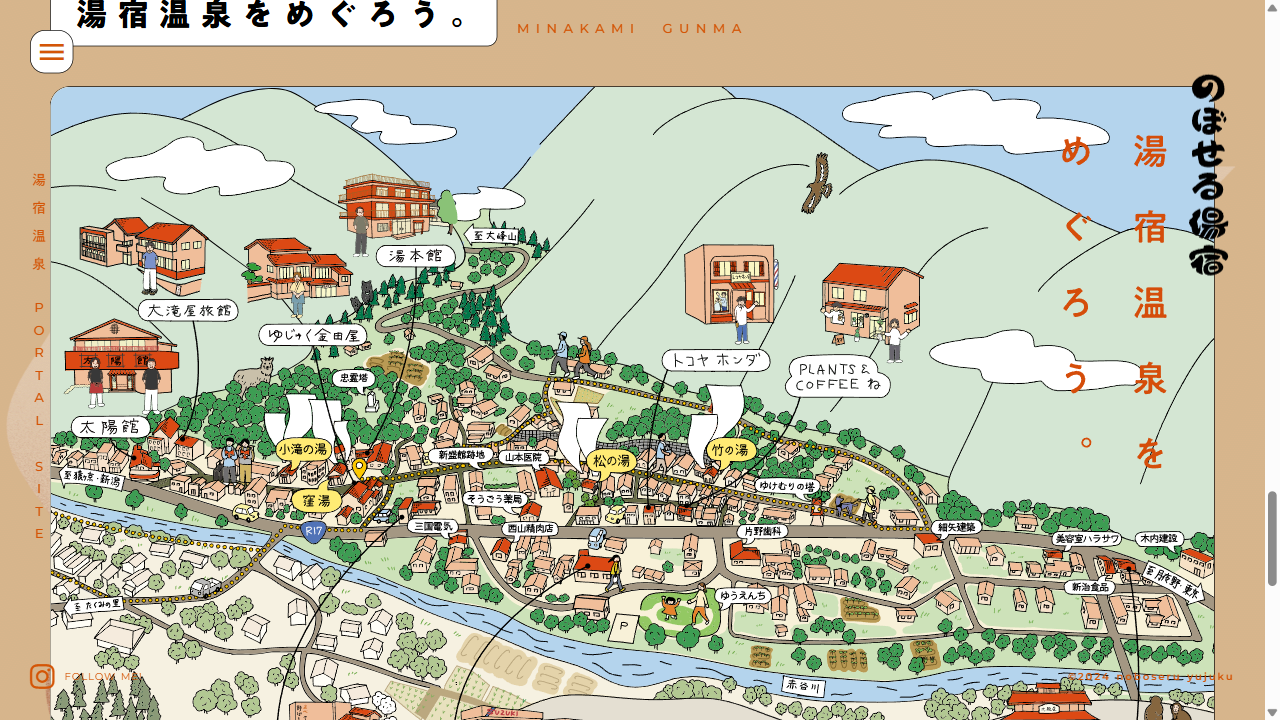 湯宿温泉をめぐろう。
MINAKAMI GUNMA
のぼせる湯宿
湯宿温泉を
めぐろう。
湯宿温泉 PORTAL SITE
湯本館
至大峰山
大滝屋旅館
ゆじゅく金田屋
トコヤ ホンダ
PLANTS &
COFFEE ね
忠霊塔
太陽館
太陽館
小滝の湯
新盛館跡地
山本医院
松の湯
竹の湯
至猿ヶ京・新潟
窪湯
そうごう薬局
ゆけむりの塔
R17
三国電気
西山精肉店
片野歯科
細矢建築
美容室ハラサワ
木内建設
新治食品
至月夜野・東京
至たくみの里
ゆうえんち
P
赤谷川
SUZUKI
FOLLOW ME!
©2024 noboseru yujuku